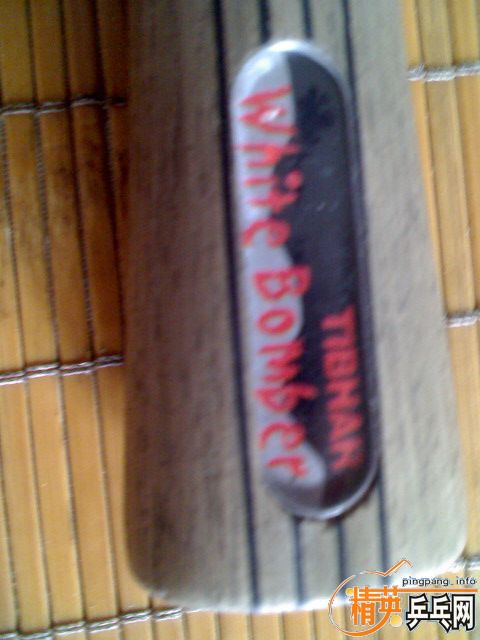 White Bomber
TIBHAR
pingpang.info
精英乒乓网